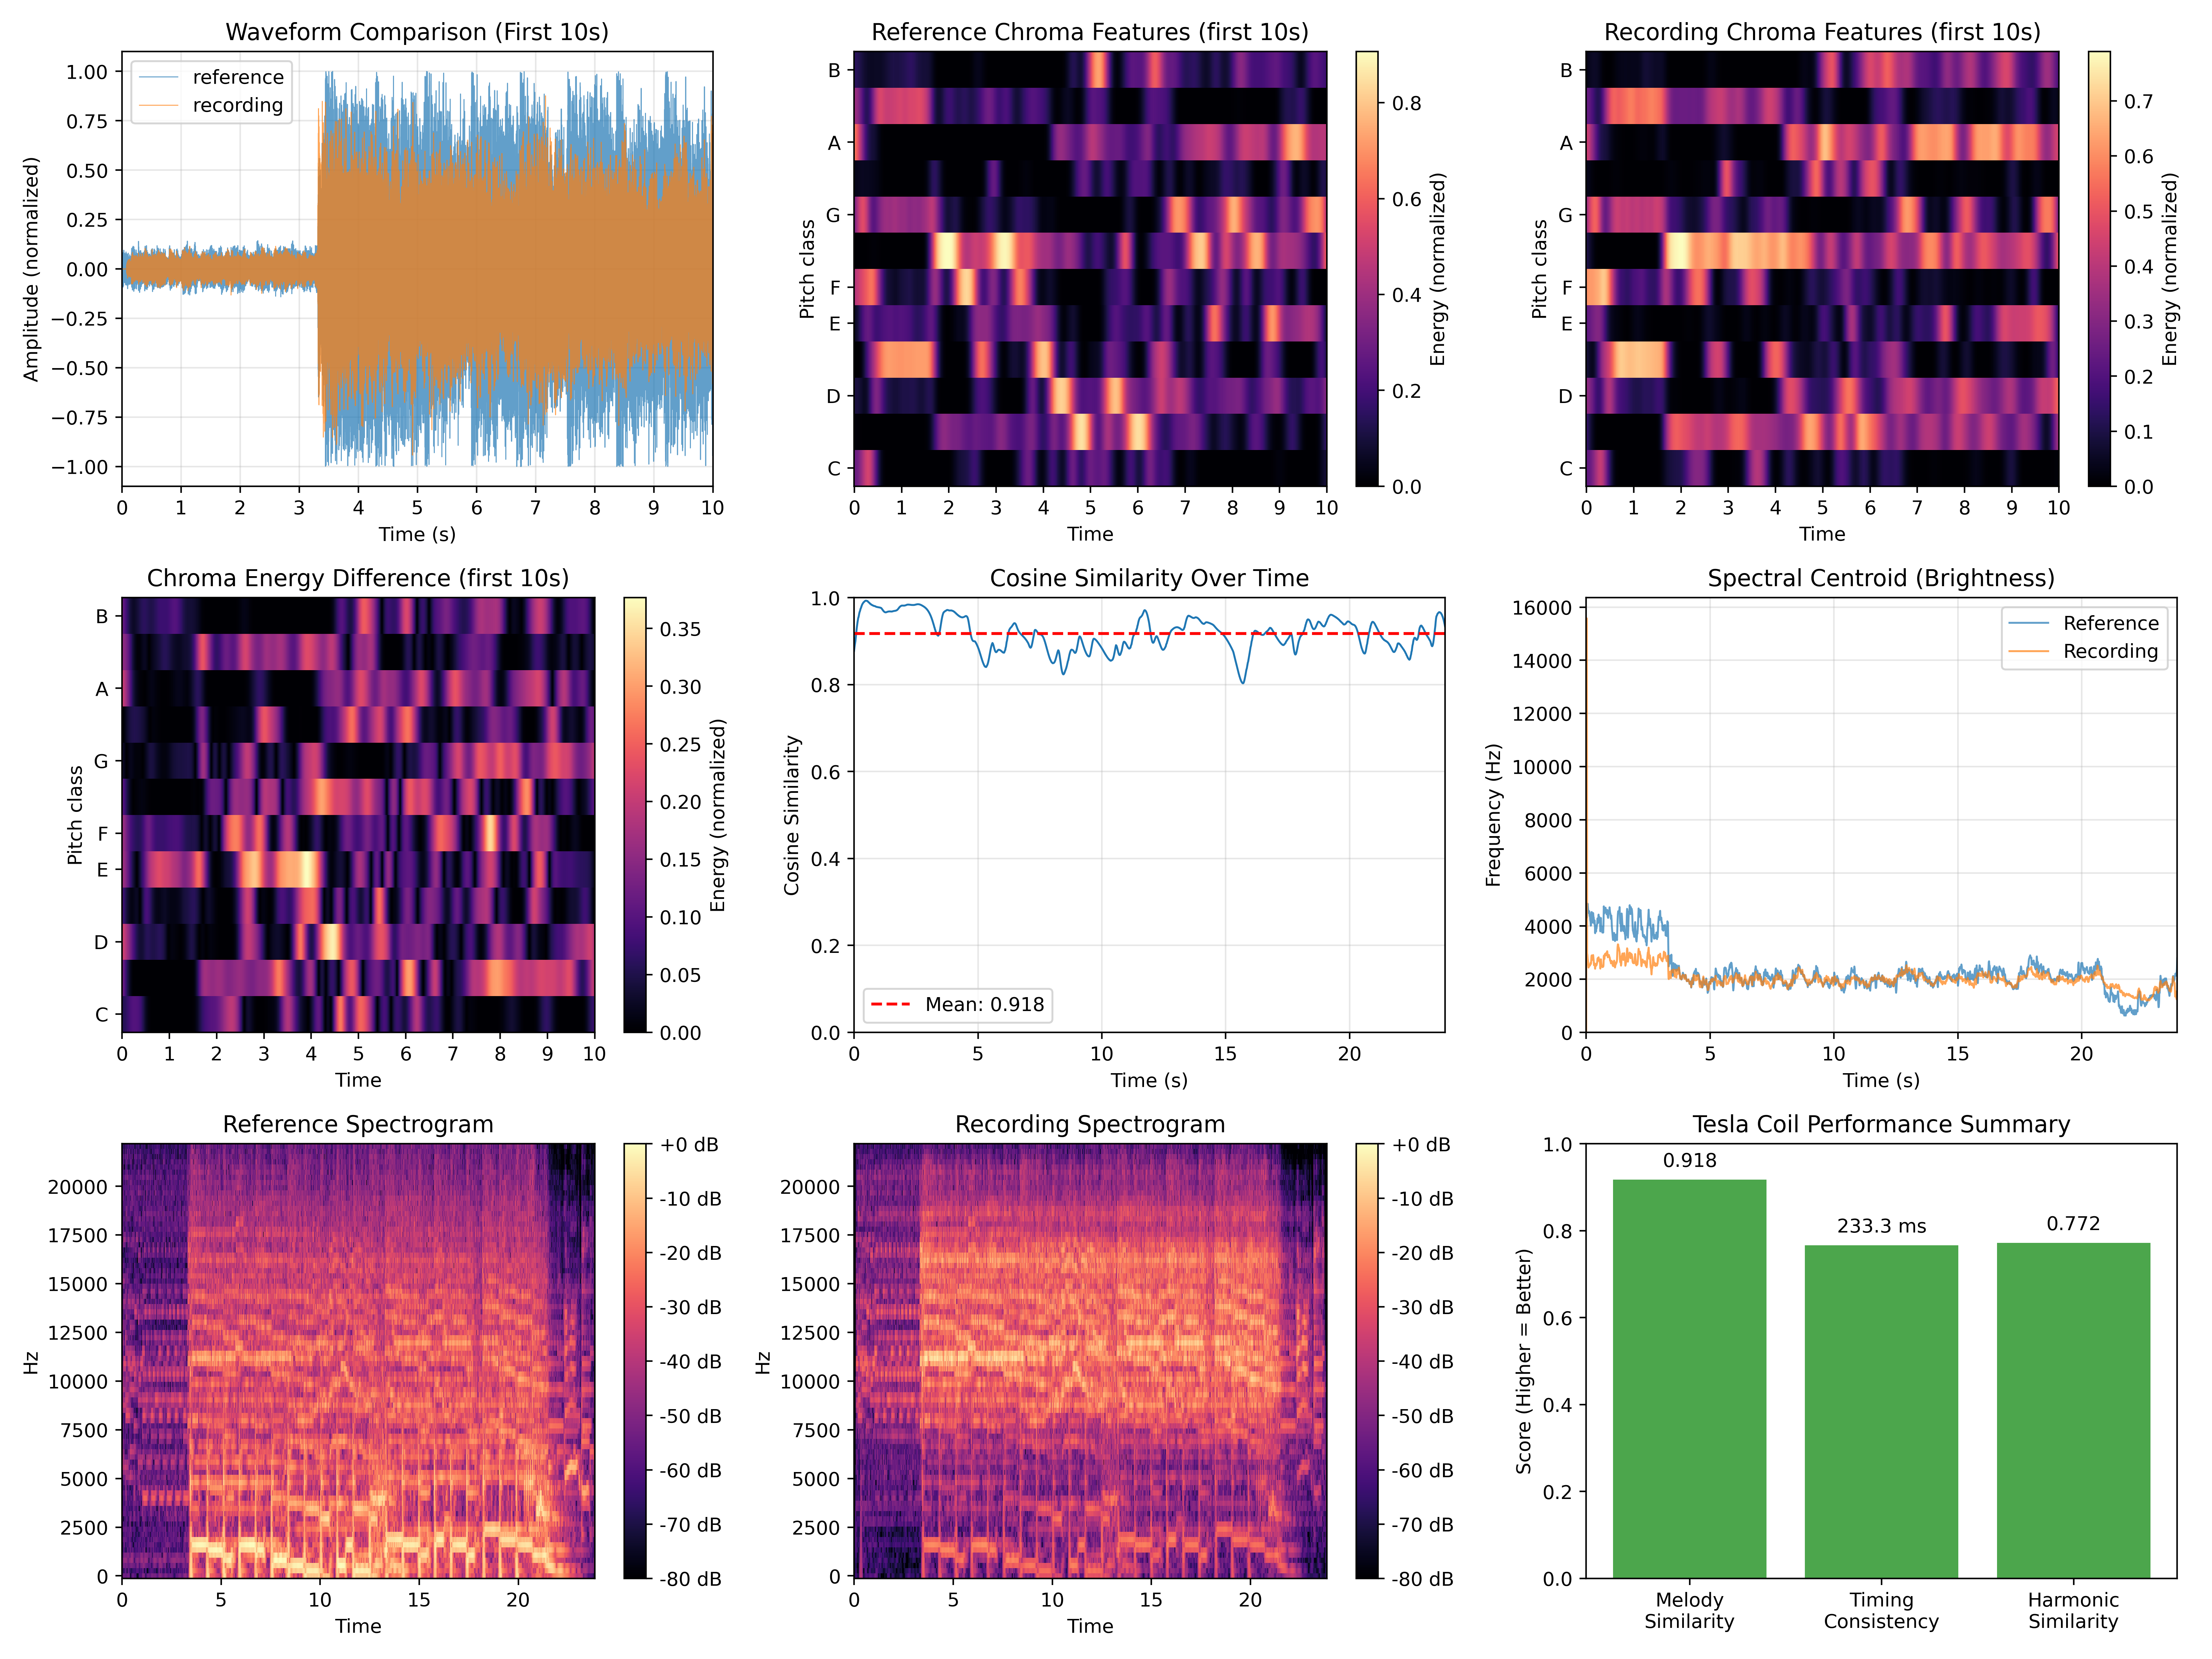 Waveform Comparison (First 10s)
reference
recording
1.00
0.75
0.50
0.25
0.00
−0.25
−0.50
−0.75
−1.00
Amplitude (normalized)
0 1 2 3 4 5 6 7 8 9 10
Time (s)
Reference Chroma Features (first 10s)
B
A
G
F
E
D
C
Pitch class
0 1 2 3 4 5 6 7 8 9 10
Time
0.8
0.6
0.4
0.2
0.0
Energy (normalized)
Recording Chroma Features (first 10s)
B
A
G
F
E
D
C
Pitch class
0 1 2 3 4 5 6 7 8 9 10
Time
0.7
0.6
0.5
0.4
0.3
0.2
0.1
0.0
Energy (normalized)
Chroma Energy Difference (first 10s)
B
A
G
F
E
D
C
Pitch class
0 1 2 3 4 5 6 7 8 9 10
Time
0.35
0.30
0.25
0.20
0.15
0.10
0.05
0.00
Energy (normalized)
Cosine Similarity Over Time
1.0
0.8
0.6
0.4
0.2
0.0
Cosine Similarity
Mean: 0.918
0 5 10 15 20
Time (s)
Spectral Centroid (Brightness)
Reference
Recording
16000
14000
12000
10000
8000
6000
4000
2000
0
Frequency (Hz)
0 5 10 15 20
Time (s)
Reference Spectrogram
20000
17500
15000
12500
10000
7500
5000
2500
0
Hz
0 5 10 15 20
Time
+0 dB
-10 dB
-20 dB
-30 dB
-40 dB
-50 dB
-60 dB
-70 dB
-80 dB
Recording Spectrogram
20000
17500
15000
12500
10000
7500
5000
2500
0
Hz
0 5 10 15 20
Time
+0 dB
-10 dB
-20 dB
-30 dB
-40 dB
-50 dB
-60 dB
-70 dB
-80 dB
Tesla Coil Performance Summary
1.0
0.8
0.6
0.4
0.2
0.0
Score (Higher = Better)
0.918
233.3 ms
0.772
Melody
Similarity
Timing
Consistency
Harmonic
Similarity